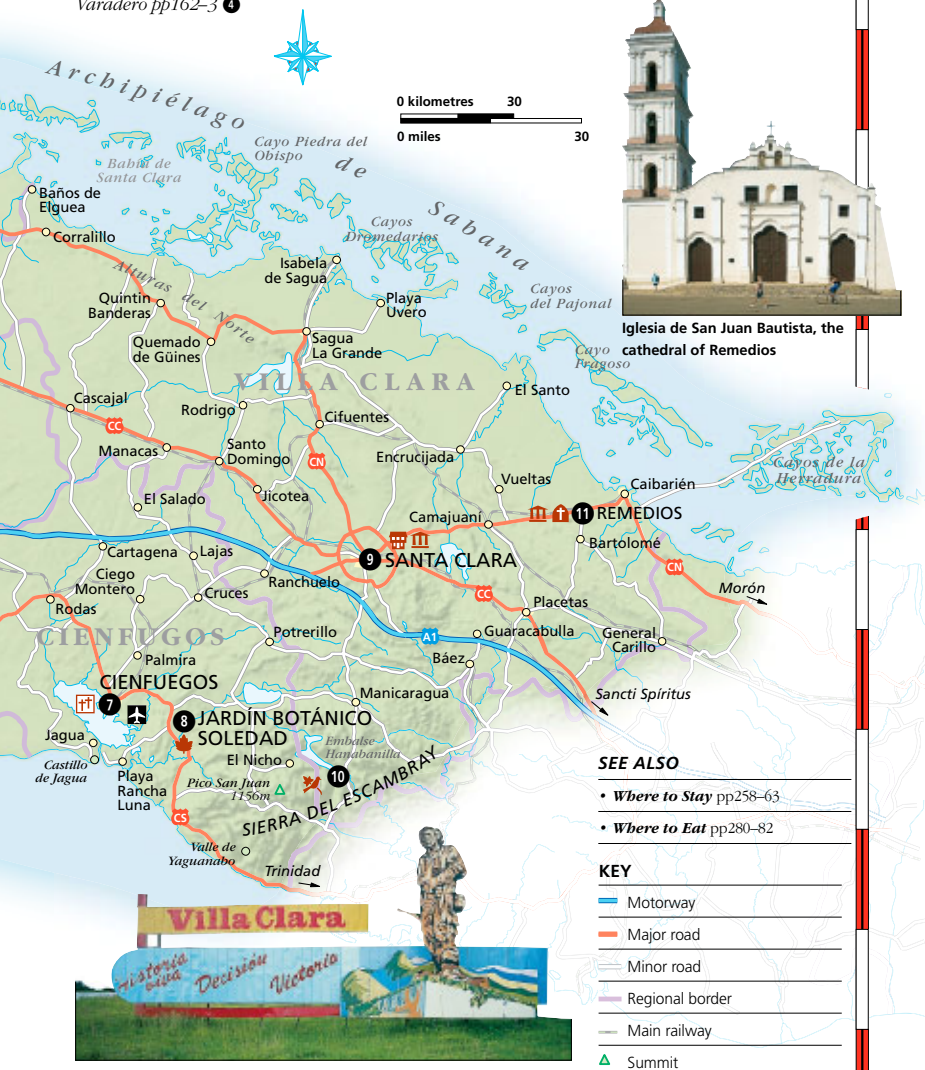 Varadero pp162–3 4
Archipiélago
de
Sabana
0 kilometres 30
0 miles 30
Cayo Piedra del
Obispo
Bahía de
Santa Clara
Baños de
Elguea
Corralillo
Cayos
Dromedarios
Isabela
de Sagua
Alturas del Norte
Cayos
del Pajonal
Quintin
Banderas
Playa
Uvero
Iglesia de San Juan Bautista, the
cathedral of Remedios
Quemado
de Güines
Sagua
La Grande
Cayo
Fragoso
VILLA CLARA
El Santo
Cascajal
Rodrigo
Cifuentes
CC
Manacas
Santo
Domingo
CN
Encrucijada
Cayos de la
Herradura
Vueltas
Caibarién
El Salado
Jicotea
Camajuaní
11 REMEDIOS
Bartolomé
Cartagena
Lajas
9 SANTA CLARA
CN
Ciego
Montero
Ranchuelo
Morón
Rodas
Cruces
CC
Placetas
CIENFUGOS
Potrerillo
A1
Guaracabulla
General
Carillo
Palmira
Báez
CIENFUEGOS
7
Manicaragua
Sancti Spíritus
8 JARDÍN BOTÁNICO
SOLEDAD
Jagua
Embalse
Hanabanilla
Castillo
de Jagua
El Nicho
10
Playa
Rancha
Luna
Pico San Juan
1156m
SIERRA DEL ESCAMBRAY
CS
Valle de
Yaguanabo
Trinidad
SEE ALSO
• Where to Stay pp258–63
• Where to Eat pp280–82
KEY
Motorway
Major road
Minor road
Regional border
Main railway
Summit
Villa Clara
Historia
Decisión
Victoria